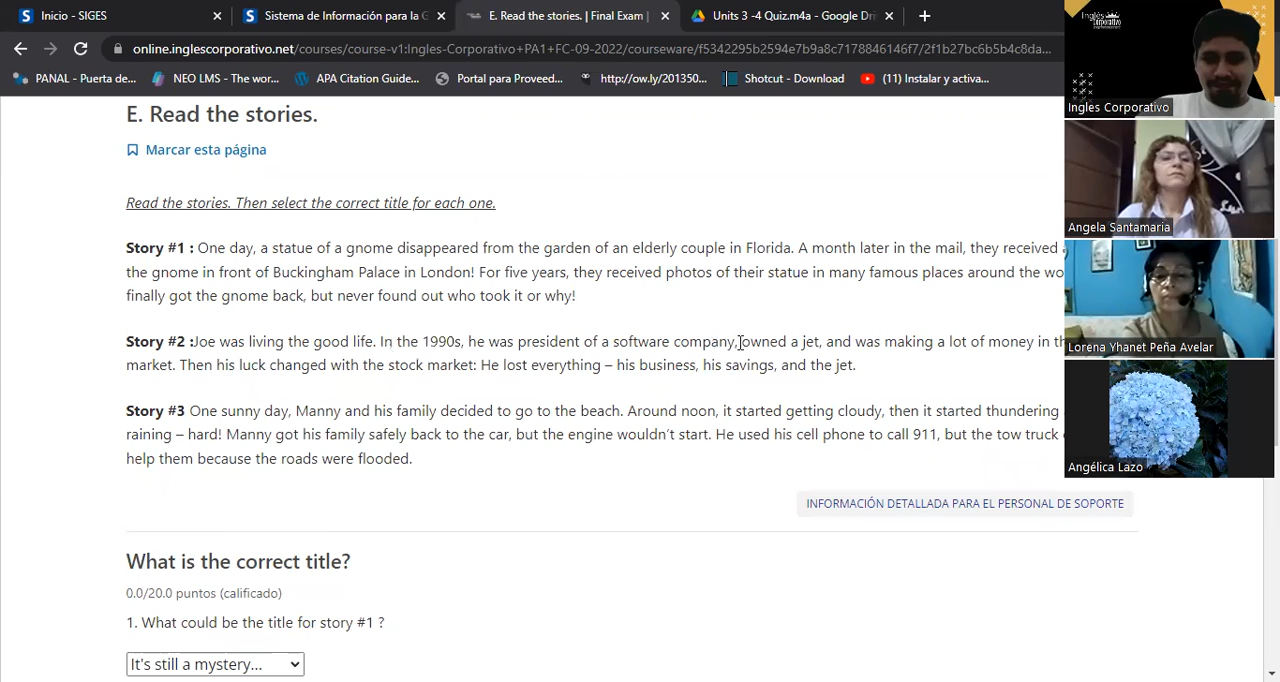 Inicio - SIGES
Sistema de Información para la G
E. Read the stories. | Final Exam |
Units 3 -4 Quiz.m4a - Google Dri
online.inglescorporativo.net/courses/course-v1:Ingles-Corporativo+PA1+FC-09-2022/courseware/f5342295b2594e7b9a8c7178846146f7/2f1b27bc6b5b4c8da...
PANAL - Puerta de...
NEO LMS - The wor...
APA Citation Guide...
Portal para Proveed...
http://ow.ly/201350...
Shotcut - Download
(11) Instalar y activa...
E. Read the stories.
Marcar esta página
Read the stories. Then select the correct title for each one.
Story #1 : One day, a statue of a gnome disappeared from the garden of an elderly couple in Florida. A month later in the mail, they received
the gnome in front of Buckingham Palace in London! For five years, they received photos of their statue in many famous places around the wo
finally got the gnome back, but never found out who took it or why!
Story #2 :Joe was living the good life. In the 1990s, he was president of a software company, owned a jet, and was making a lot of money in th
market. Then his luck changed with the stock market: He lost everything – his business, his savings, and the jet.
Story #3 One sunny day, Manny and his family decided to go to the beach. Around noon, it started getting cloudy, then it started thundering
raining – hard! Manny got his family safely back to the car, but the engine wouldn´t start. He used his cell phone to call 911, but the tow truck
help them because the roads were flooded.
INFORMACIÓN DETALLADA PARA EL PERSONAL DE SOPORTE
What is the correct title?
0.0/20.0 puntos (calificado)
1. What could be the title for story #1 ?
It's still a mystery...
Inglés
Corporativo
Ingles Corporativo
Angela Santamaria
Lorena Yhanet Peña Avelar
Angélica Lazo